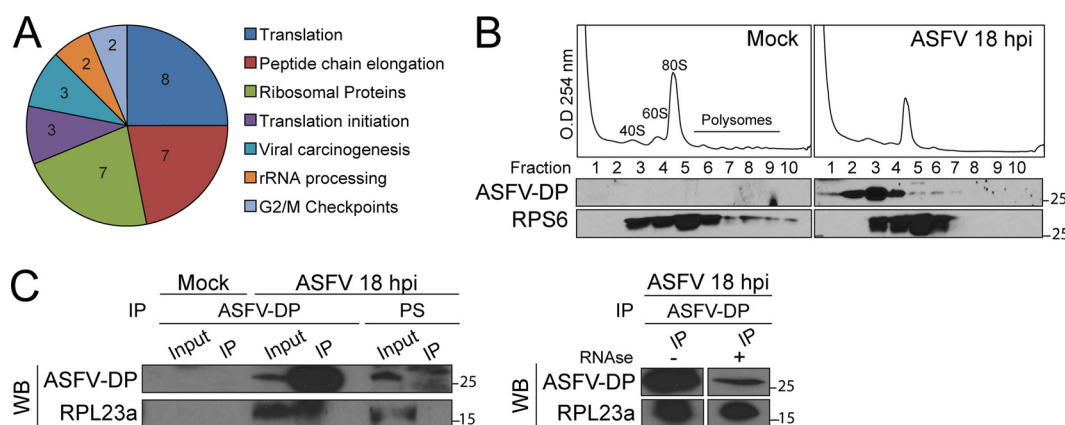 A
8
7
7
3
3
2
2
Translation
Peptide chain elongation
Ribosomal Proteins
Translation initiation
Viral carcinogenesis
rRNA processing
G2/M Checkpoints
B
O.D 254 nm
Mock
ASFV 18 hpi
40S
60S
80S
Polysomes
Fraction 1 2 3 4 5 6 7 8 9 10 1 2 3 4 5 6 7 8 9 10
ASFV-DP 25
RPS6 25
C
Mock ASFV 18 hpi
IP ASFV-DP PS
Input IP Input IP Input IP
WB
ASFV-DP 25
RPL23a 15
ASFV 18 hpi
IP ASFV-DP
IP IP
RNAse - +
WB
ASFV-DP 25
RPL23a 15